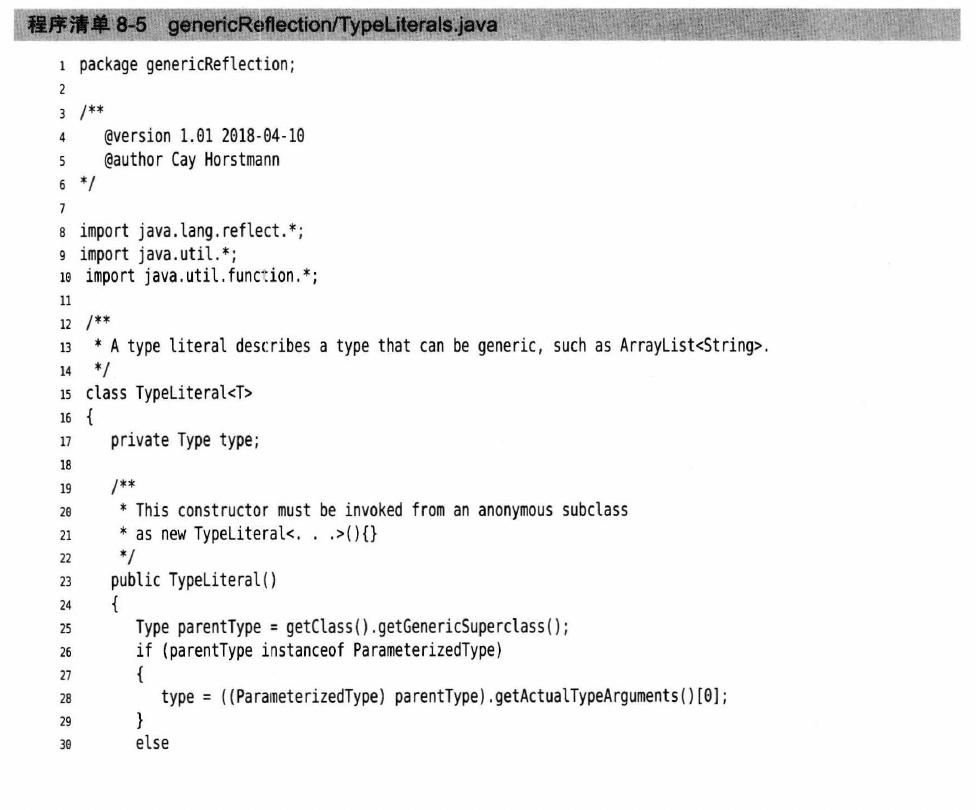 程序清单 8-5 genericReflection/TypeLiterals.java
1 package genericReflection;
2
3 /**
4    @version 1.01 2018-04-10
5    @author Cay Horstmann
6 */
7
8 import java.lang.reflect.*;
9 import java.util.*;
10 import java.util.function.*;
11
12 /**
13  * A type literal describes a type that can be generic, such as ArrayList<String>.
14  */
15 class TypeLiteral<T>
16 {
17    private Type type;
18
19    /**
20     * This constructor must be invoked from an anonymous subclass
21     * as new TypeLiteral<. . .>(){}
22     */
23    public TypeLiteral()
24    {
25       Type parentType = getClass().getGenericSuperclass();
26       if (parentType instanceof ParameterizedType)
27       {
28          type = ((ParameterizedType) parentType).getActualTypeArguments()[0];
29       }
30       else